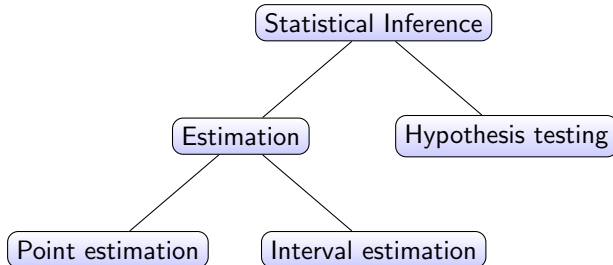 Statistical Inference
Estimation
Hypothesis testing
Point estimation
Interval estimation